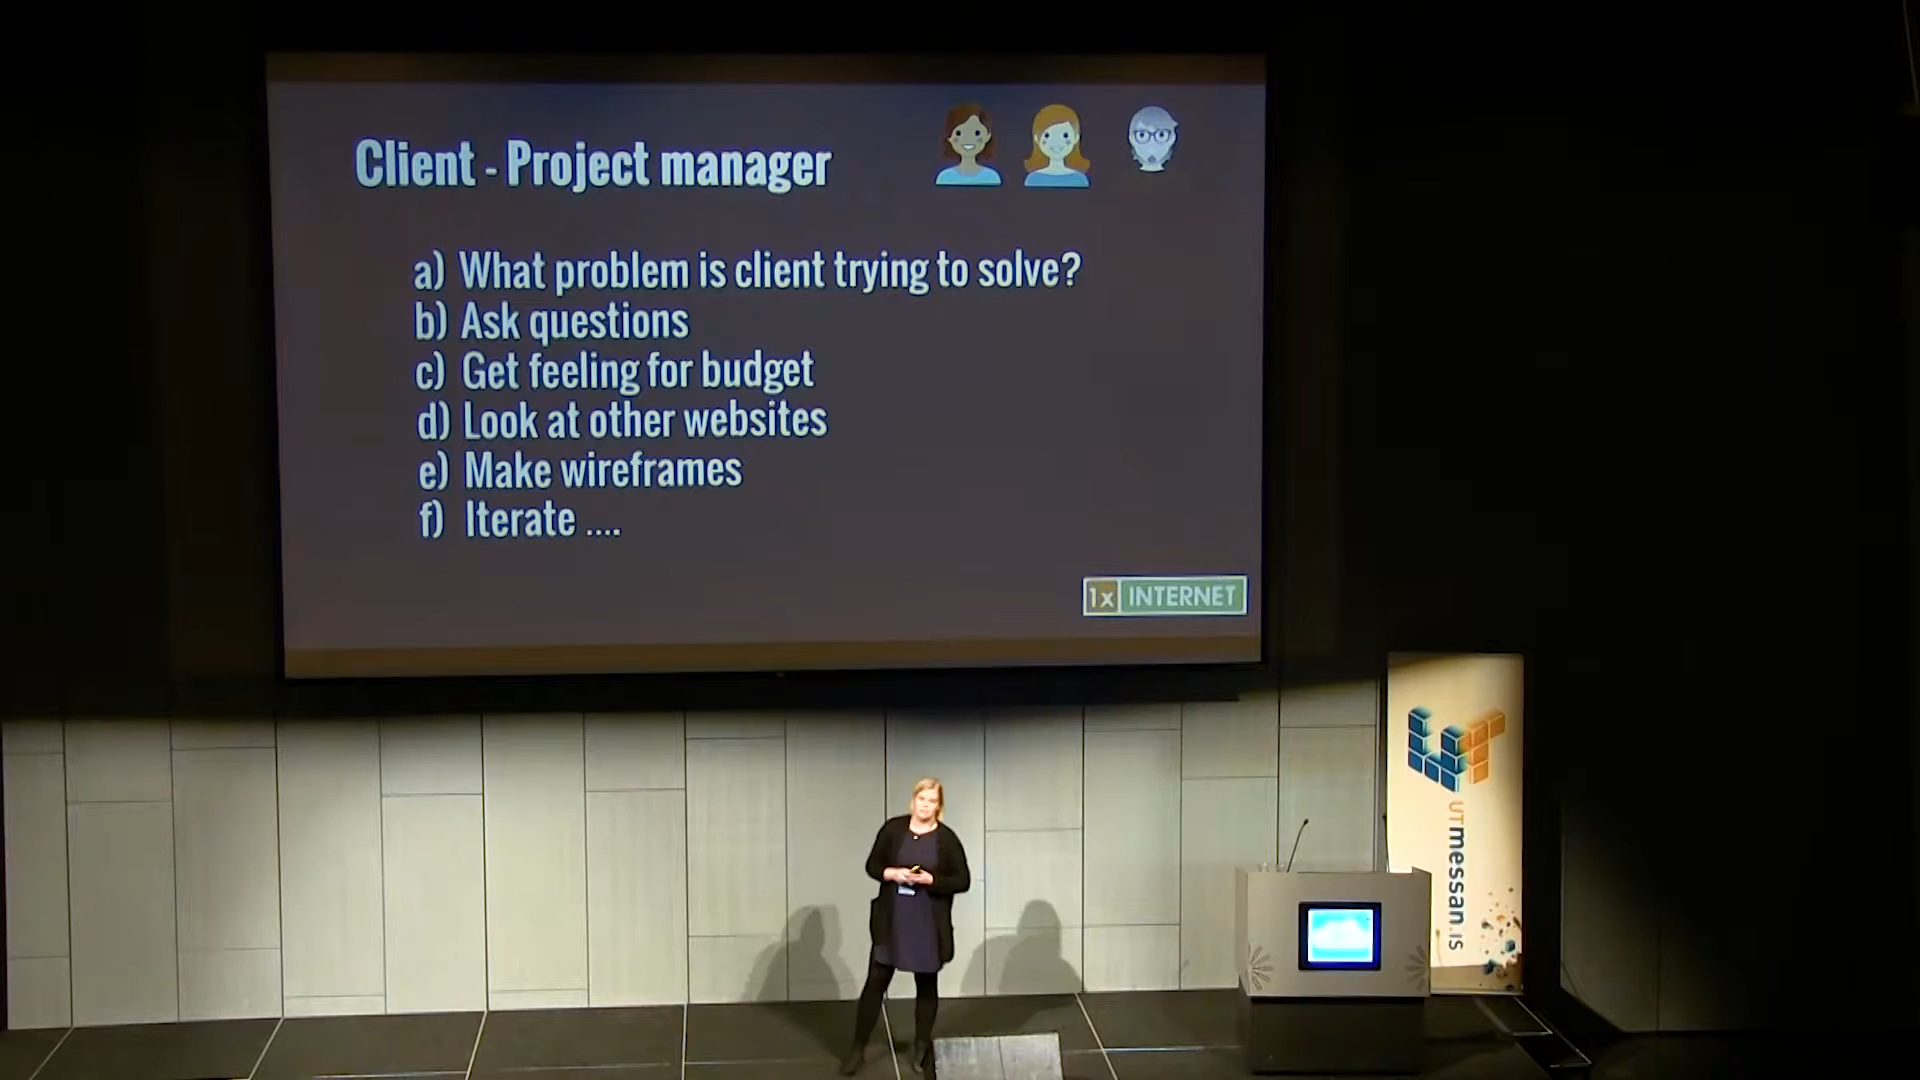 Client - Project manager
a) What problem is client trying to solve?
b) Ask questions
c) Get feeling for budget
d) Look at other websites
e) Make wireframes
f) Iterate ....
1x INTERNET
UTmessan.is